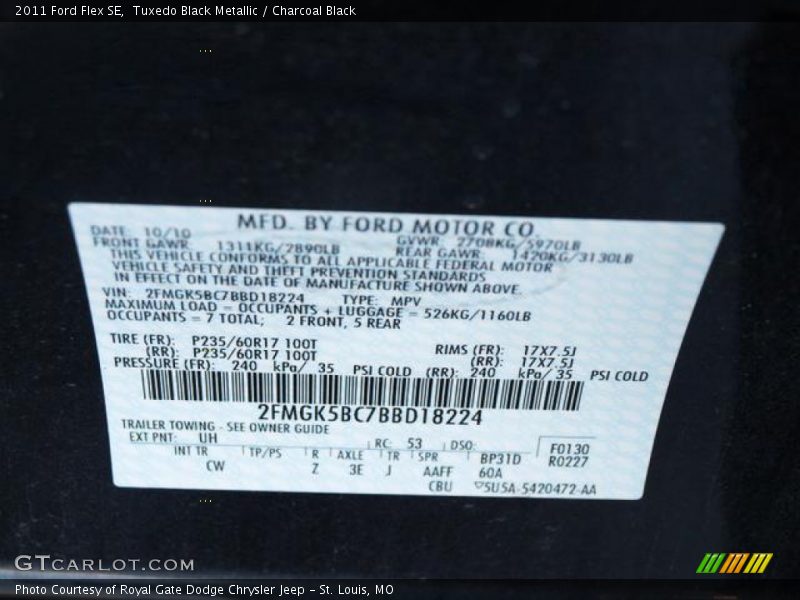 2011 Ford Flex SE, Tuxedo Black Metallic / Charcoal Black
MFD. BY FORD MOTOR CO.
DATE: 10/10 GVWR: 2708KG/5970LB
FRONT GAWR: 1311KG/2890LB REAR GAWR: 1420KG/3130LB
THIS VEHICLE CONFORMS TO ALL APPLICABLE FEDERAL MOTOR
VEHICLE SAFETY AND THEFT PREVENTION STANDARDS
IN EFFECT ON THE DATE OF MANUFACTURE SHOWN ABOVE.
VIN: 2FMGK5BC7BBD18224 TYPE: MPV
MAXIMUM LOAD = OCCUPANTS + LUGGAGE = 526KG/1160LB
OCCUPANTS = 7 TOTAL; 2 FRONT, 5 REAR
TIRE (FR): P235/60R17 100T RIMS (FR): 17X7.5J
(RR): P235/60R17 100T (RR): 17X7.5J
PRESSURE (FR): 240 kPa/ 35 PSI COLD (RR): 240 kPa/ 35 PSI COLD
2FMGK5BC7BBD18224
TRAILER TOWING - SEE OWNER GUIDE
EXT PNT: UH RC: 53 DSO: F0130
INT TR TP/PS R AXLE TR SPR BP31D R0227
CW Z 3E J AAFF 60A
CBU 5U5A-5420472-AA
GTCARLOT.COM
Photo Courtesy of Royal Gate Dodge Chrysler Jeep – St. Louis, MO